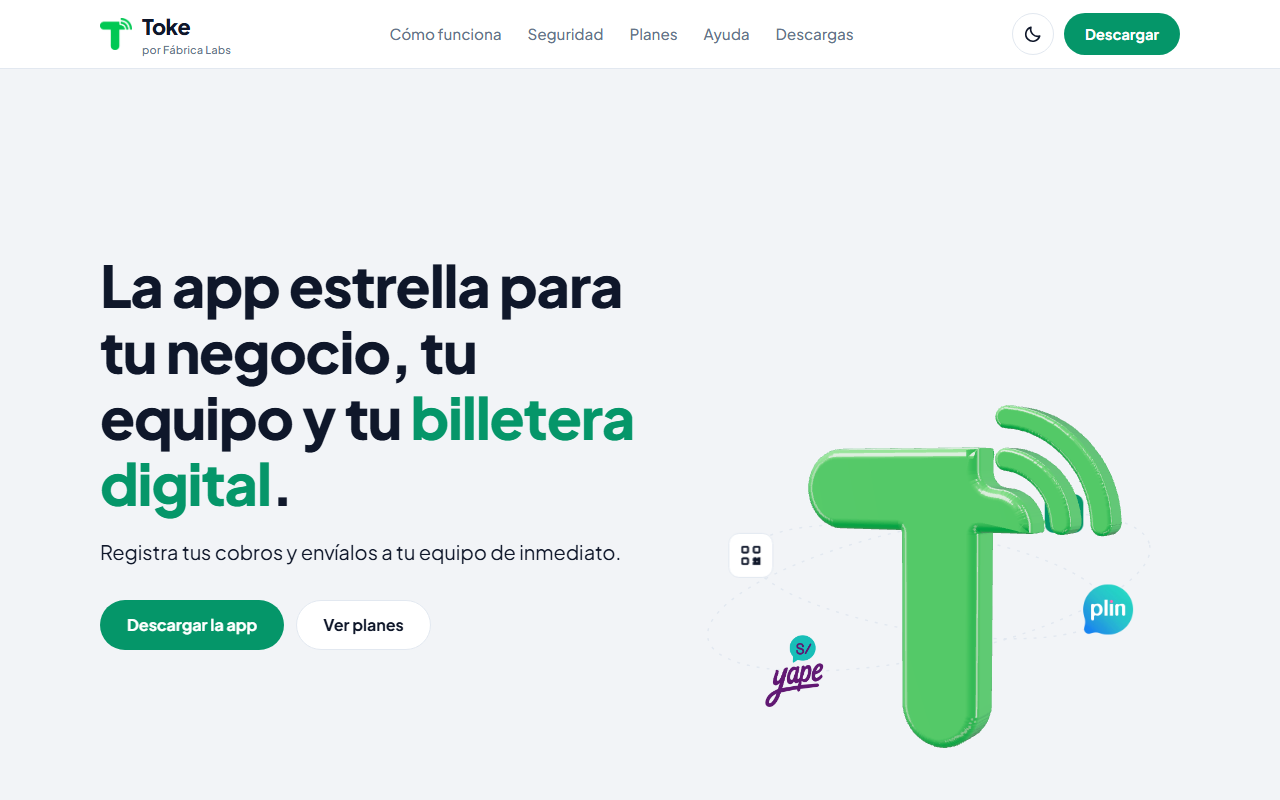 Toke
por Fábrica Labs
Cómo funciona
Seguridad
Planes
Ayuda
Descargas
Descargar
La app estrella para
tu negocio, tu
equipo y tu billetera
digital.
Registra tus cobros y envíalos a tu equipo de inmediato.
Descargar la app
Ver planes
plin
S/
yape